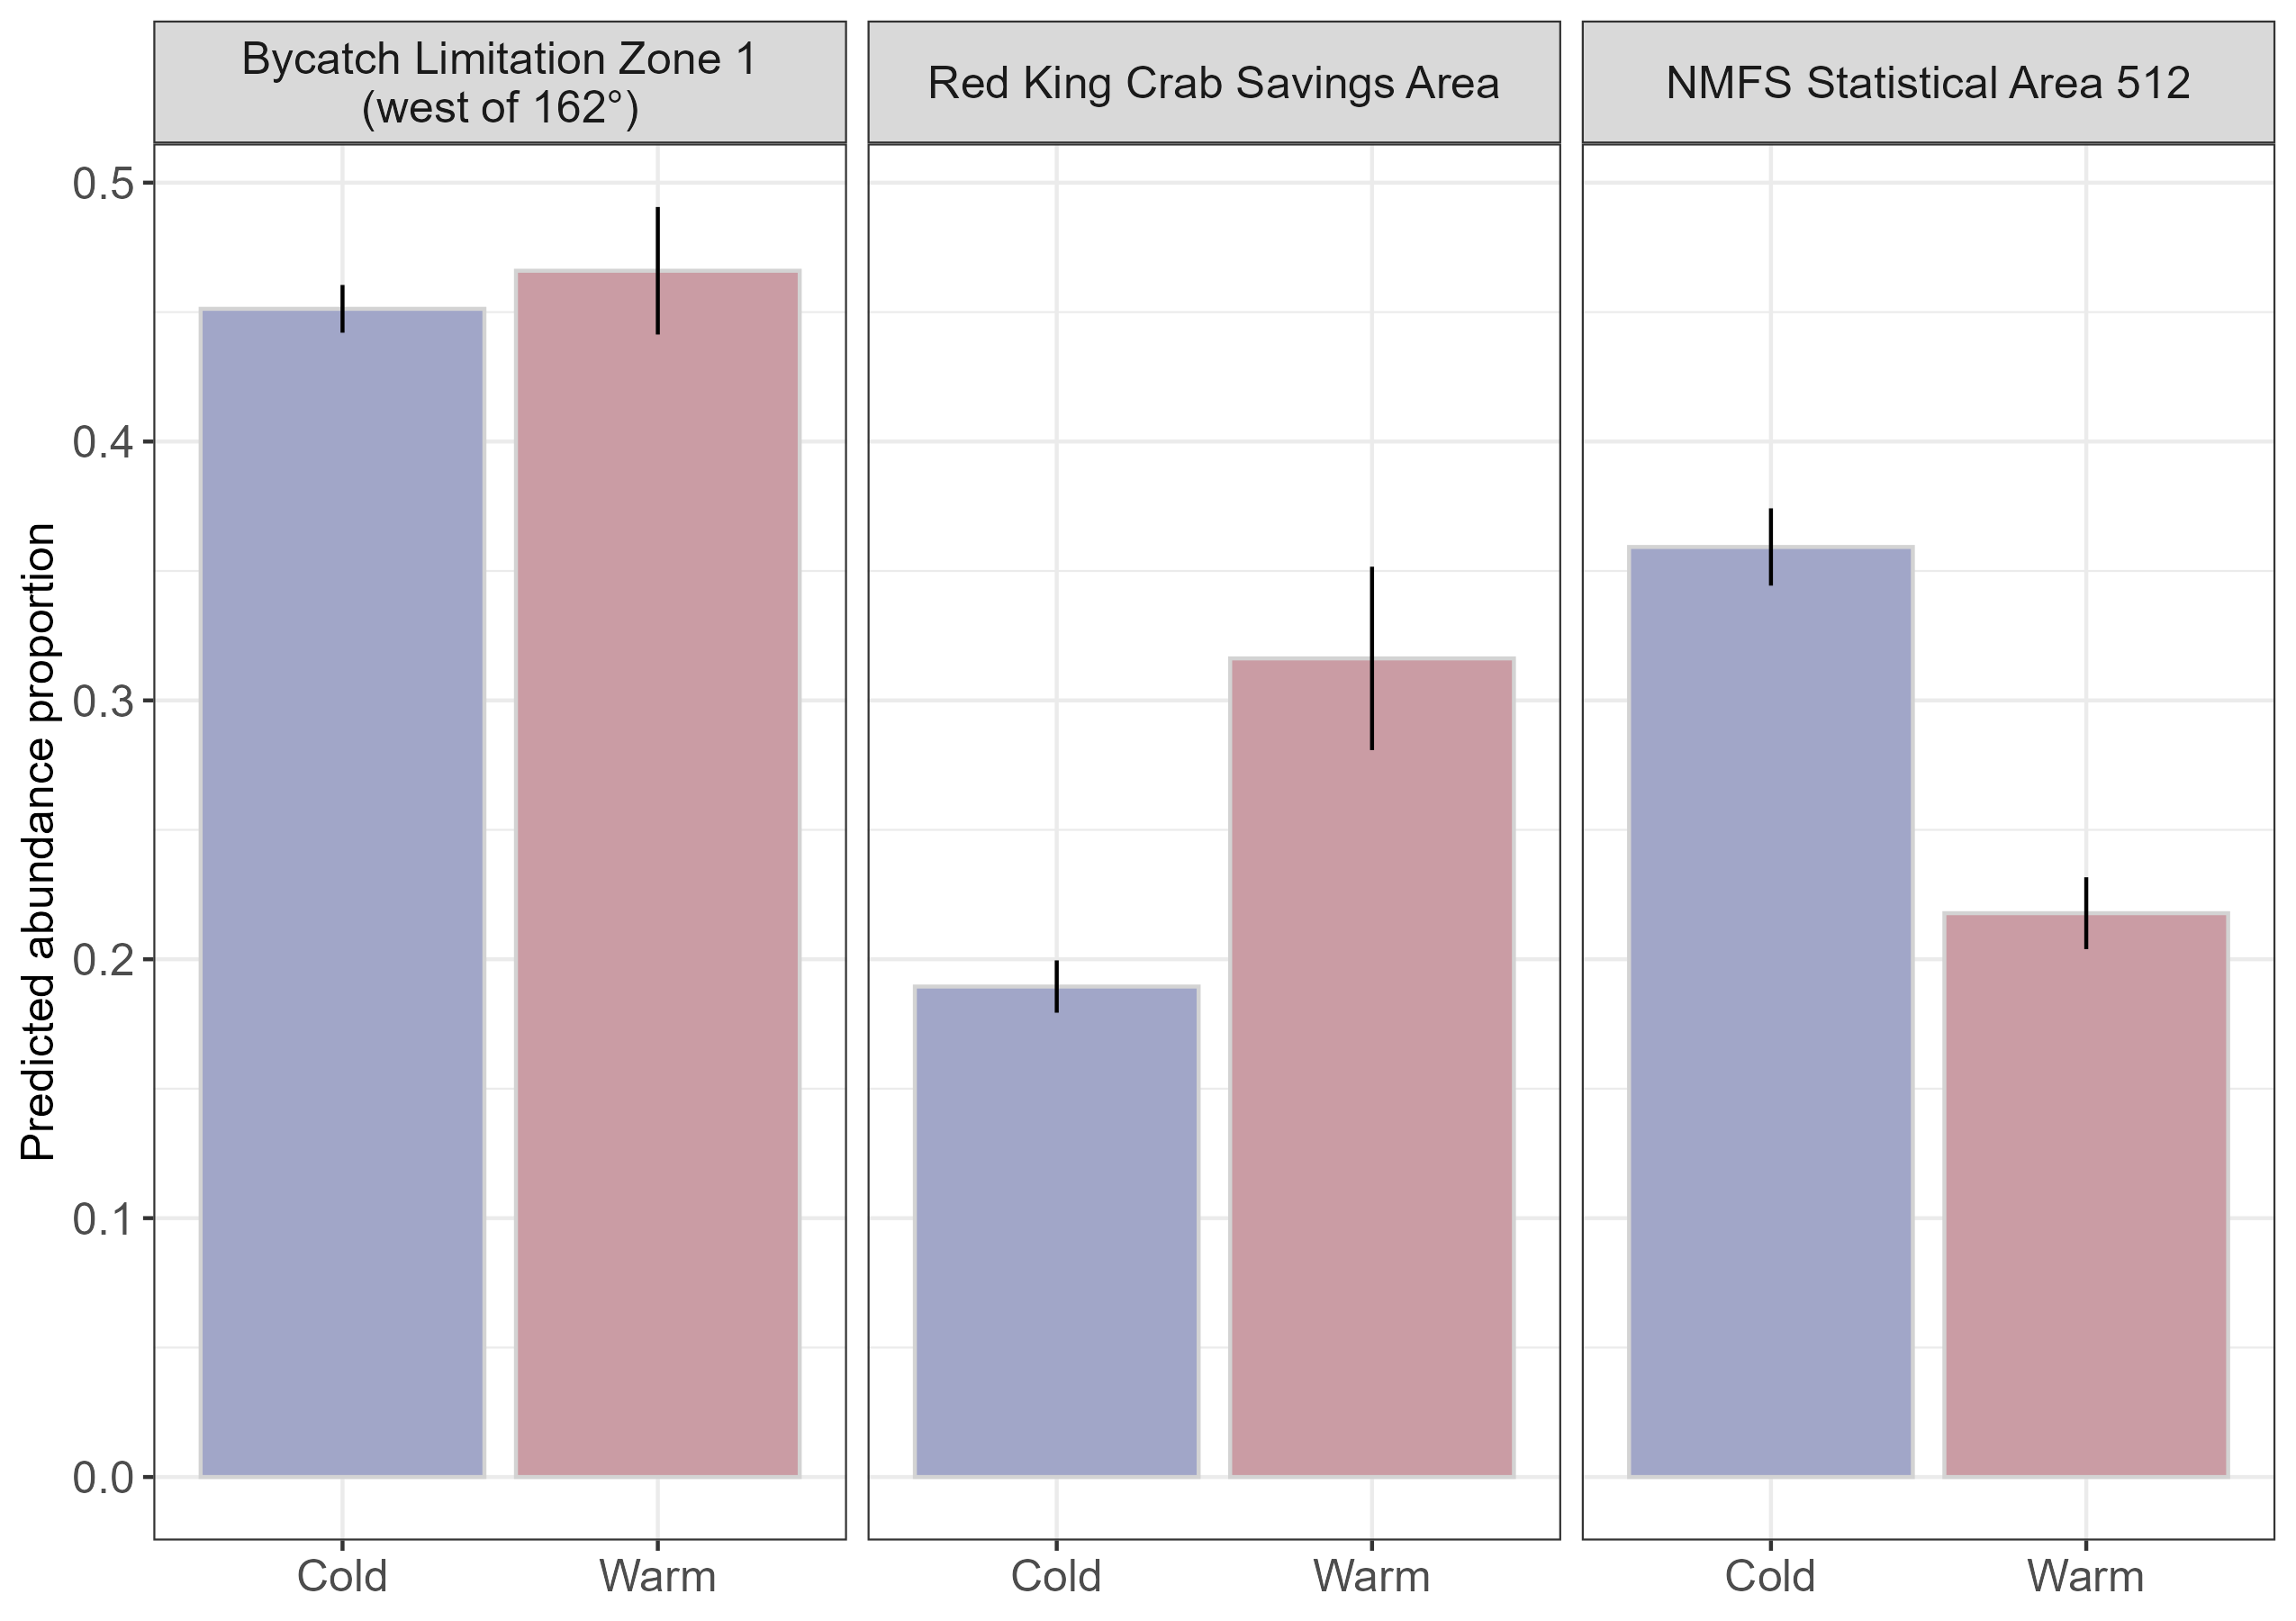 Bycatch Limitation Zone 1
(west of 162°)
Red King Crab Savings Area
NMFS Statistical Area 512
Predicted abundance proportion
0.5
0.4
0.3
0.2
0.1
0.0
Cold
Warm
Cold
Warm
Cold
Warm